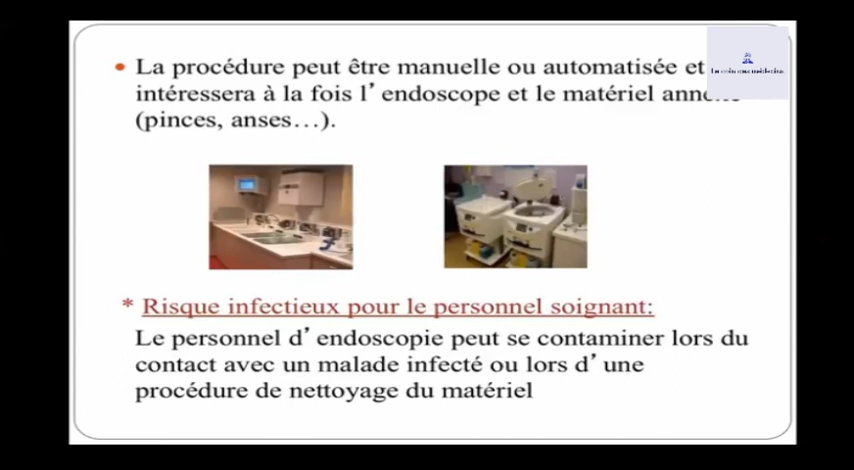 • La procédure peut être manuelle ou automatisée et
intéressera à la fois l’ endoscope et le matériel
(pinces, anses…).
* Risque infectieux pour le personnel soignant:
Le personnel d’ endoscopie peut se contaminer lors du
contact avec un malade infecté ou lors d’ une
procédure de nettoyage du matériel